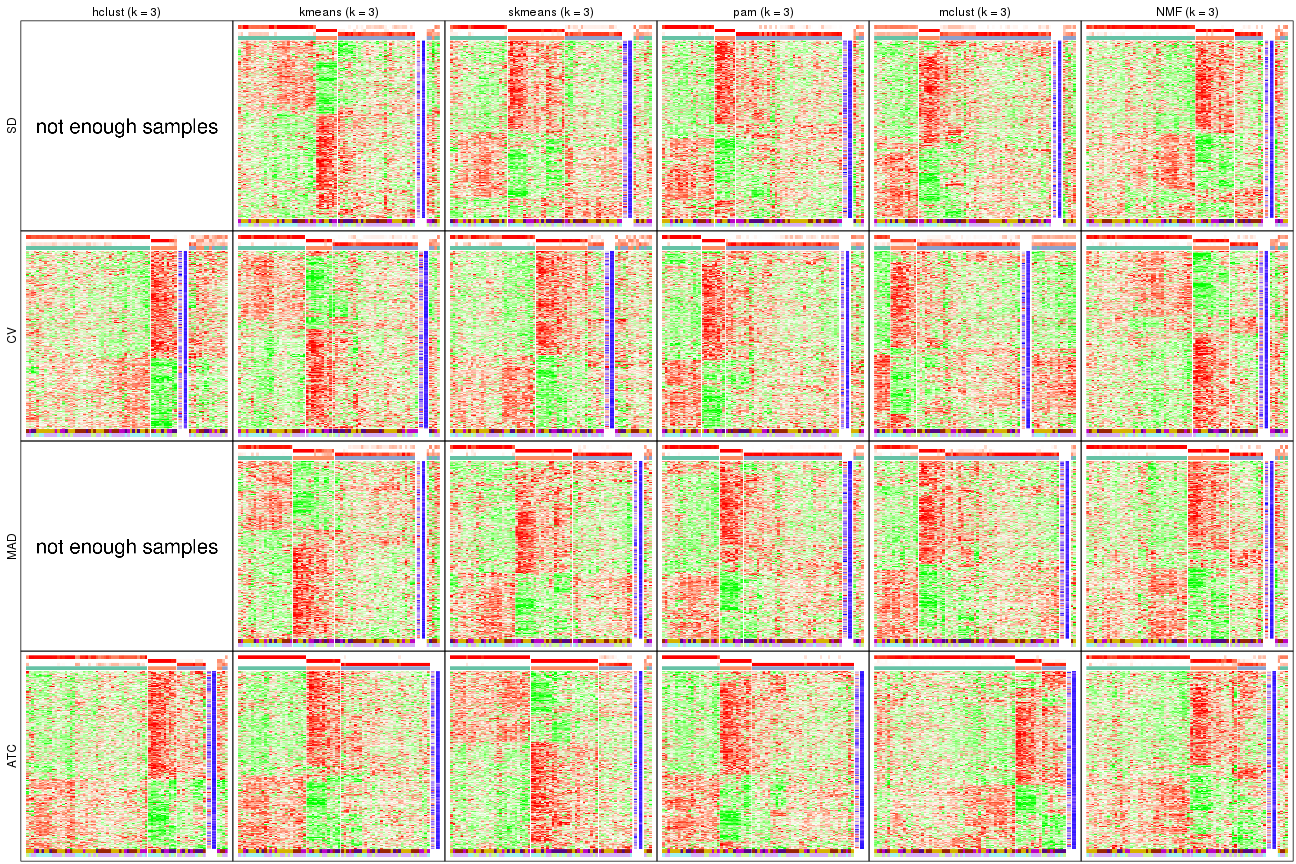 hclust (k = 3) kmeans (k = 3) skmeans (k = 3) pam (k = 3) mclust (k = 3) NMF (k = 3)
SD
not enough samples
CV
MAD
not enough samples
ATC